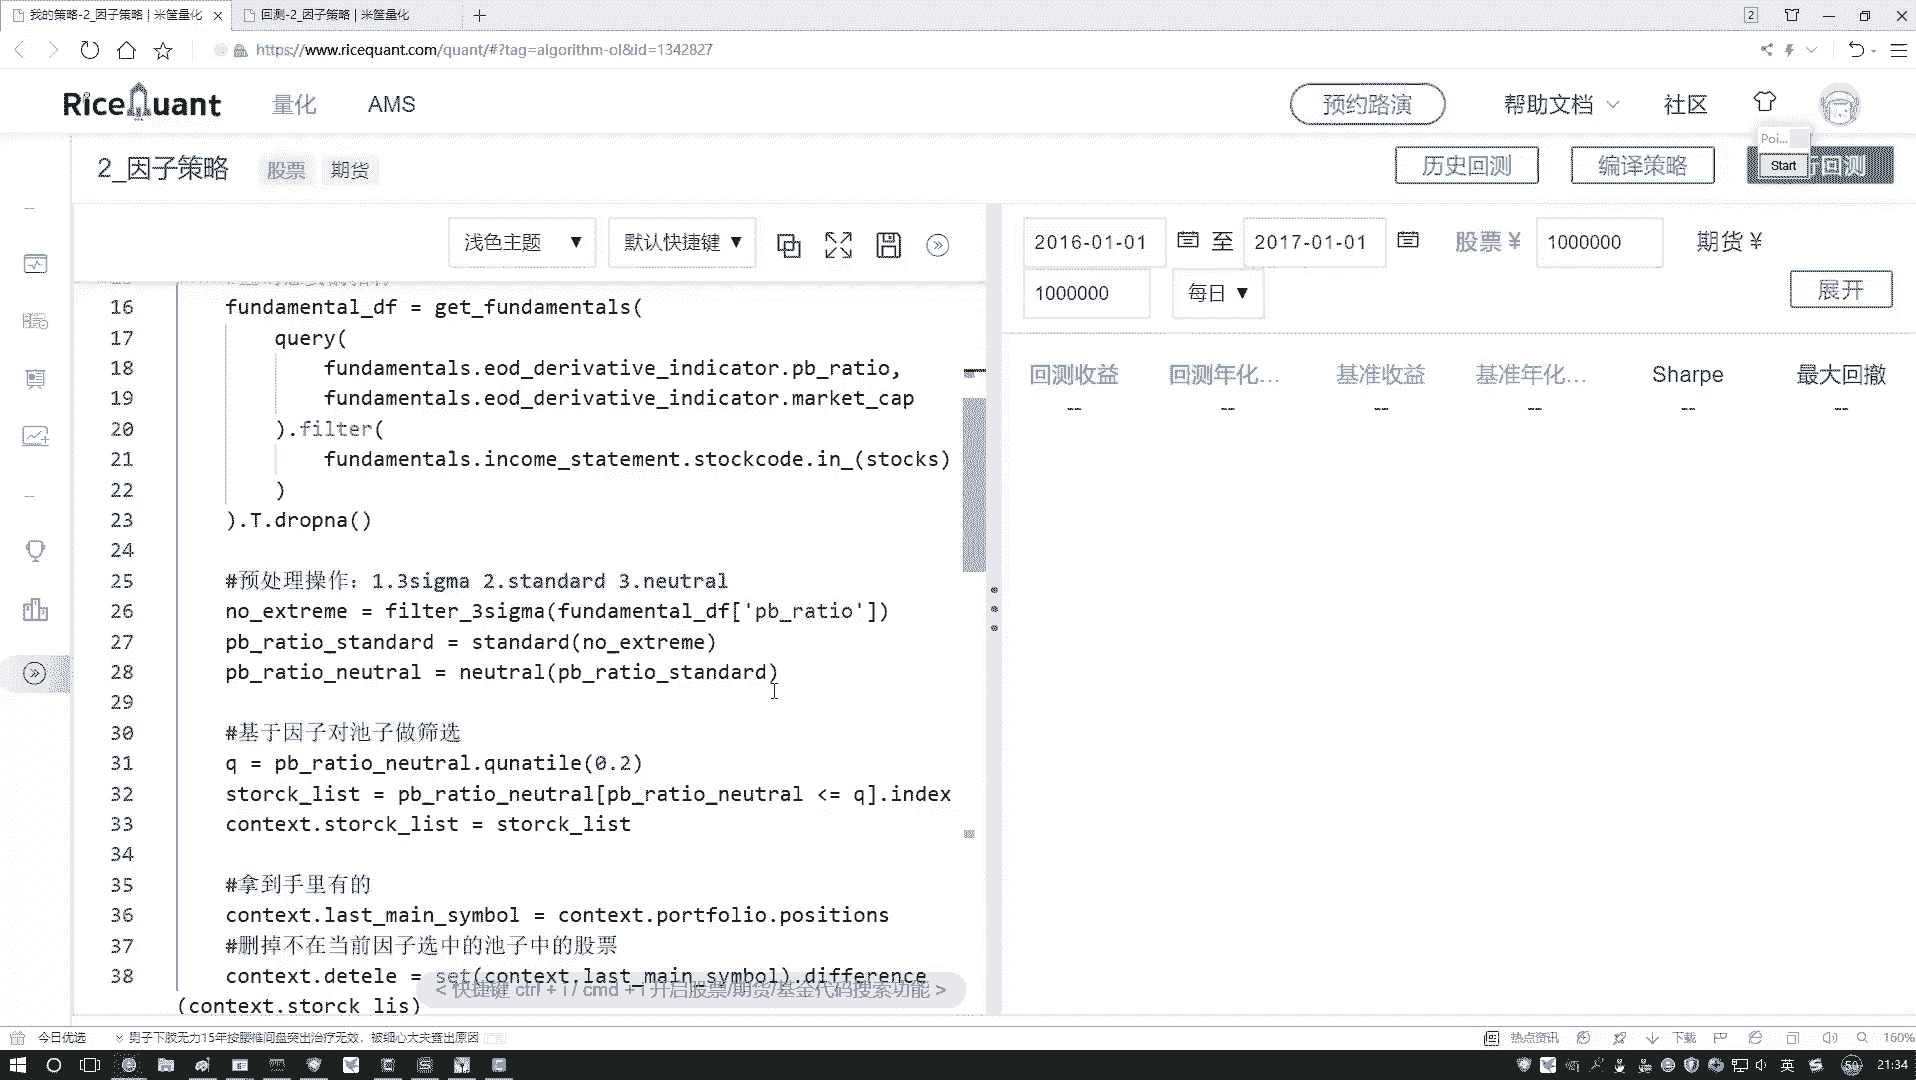 我的策略-2_因子策略 | 米筐量化
回测-2_因子策略 | 米筐量化
2
https://www.ricequant.com/quant/#?tag=algorithm-ol&id=1342827
RiceQuant
量化
AMS
预约路演
帮助文档
社区
Poi...
Start
2_因子策略
股票
期货
历史回测
编译策略
行回测
浅色主题 ▼
默认快捷键 ▼
2016-01-01
至
2017-01-01
股票 ¥
1000000
期货 ¥
1000000
每日 ▼
展开
回测收益
回测年化...
基准收益
基准年化...
Sharpe
最大回撤
--
--
--
--
--
--
16 fundamental_df = get_fundamentals(
17 query(
18 fundamentals.eod_derivative_indicator.pb_ratio,
19 fundamentals.eod_derivative_indicator.market_cap
20 ).filter(
21 fundamentals.income_statement.stockcode.in_(stocks)
22 )
23 ).T.dropna()
24
25 #预处理操作：1.3sigma 2.standard 3.neutral
26 no_extreme = filter_3sigma(fundamental_df['pb_ratio'])
27 pb_ratio_standard = standard(no_extreme)
28 pb_ratio_neutral = neutral(pb_ratio_standard)
29
30 #基于因子对池子做筛选
31 q = pb_ratio_neutral.qunatile(0.2)
32 storck_list = pb_ratio_neutral[pb_ratio_neutral <= q].index
33 context.storck_list = storck_list
34
35 #拿到手里有的
36 context.last_main_symbol = context.portfolio.positions
37 #删掉不在当前因子选中的池子中的股票
38 context.detele = set(context.last_main_symbol).difference
(context.storck_lis)
< 快捷键 ctrl + i / cmd + i 开启股票/期货/基金代码搜索功能 >
今日优选
男子下肢无力15年按腰椎间盘突出治疗无效，被细心大夫查出原因
热点资讯
下载
160%
英
50
21:34